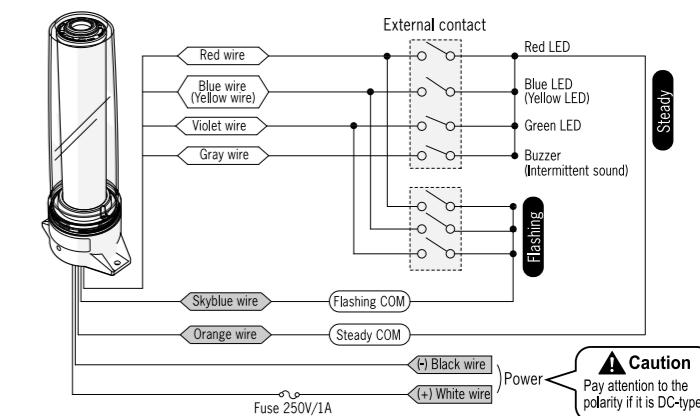 External contact
Red wire
Red LED
Blue wire
(Yellow wire)
Blue LED
(Yellow LED)
Steady
Violet wire
Green LED
Gray wire
Buzzer
(Intermittent sound)
Flashing
Skyblue wire
Flashing COM
Orange wire
Steady COM
(-) Black wire
Power
(+) White wire
Fuse 250V/1A
Caution
Pay attention to the
polarity if it is DC-type